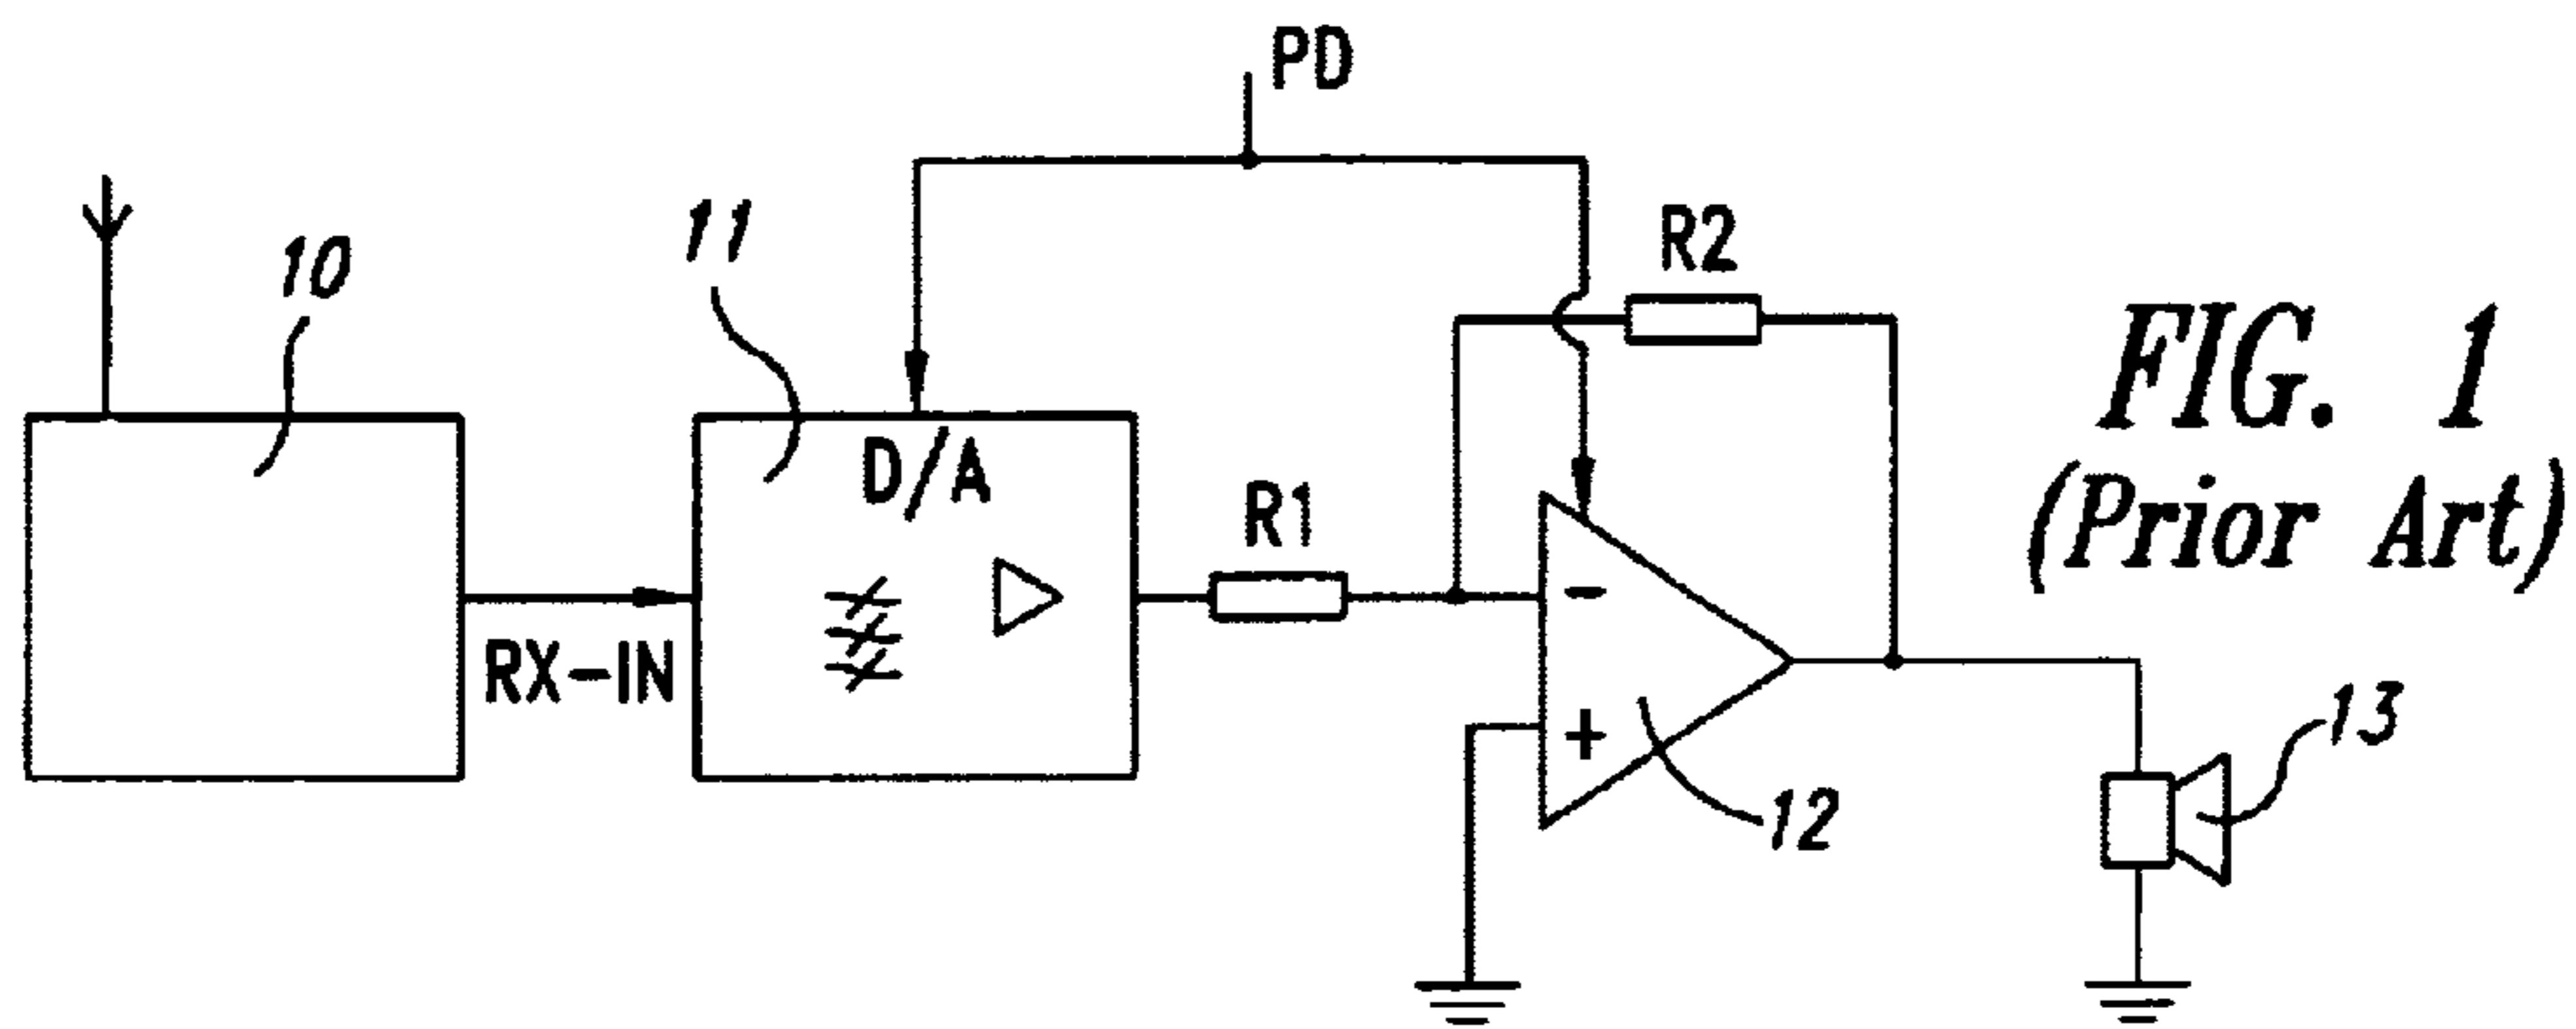 PD
10
11
R2
FIG. 1
(Prior Art)
D/A
R1
RX-IN
-
+
12
13